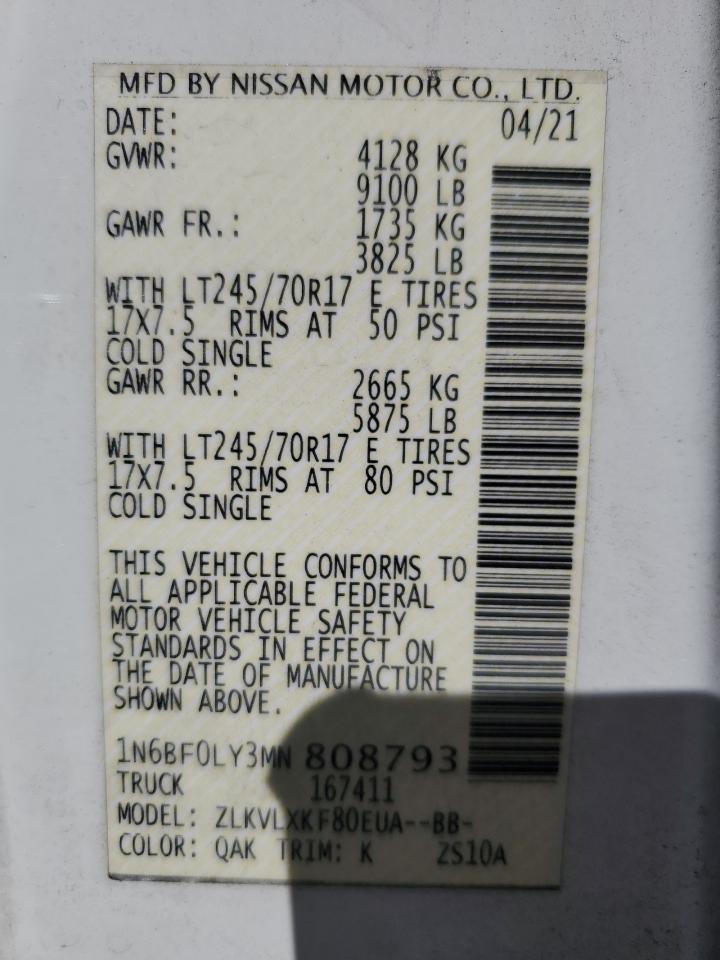 MFD BY NISSAN MOTOR CO., LTD.
DATE: 04/21
GVWR: 4128 KG
9100 LB
GAWR FR.: 1735 KG
3825 LB
WITH LT245/70R17 E TIRES
17X7.5 RIMS AT 50 PSI
COLD SINGLE
GAWR RR.: 2665 KG
5875 LB
WITH LT245/70R17 E TIRES
17X7.5 RIMS AT 80 PSI
COLD SINGLE
THIS VEHICLE CONFORMS TO
ALL APPLICABLE FEDERAL
MOTOR VEHICLE SAFETY
STANDARDS IN EFFECT ON
THE DATE OF MANUFACTURE
SHOWN ABOVE.
1N6BF0LY3MN 808793
TRUCK 167411
MODEL: ZLKVLXKF80EUA--BB-
COLOR: QAK TRIM: K ZS10A